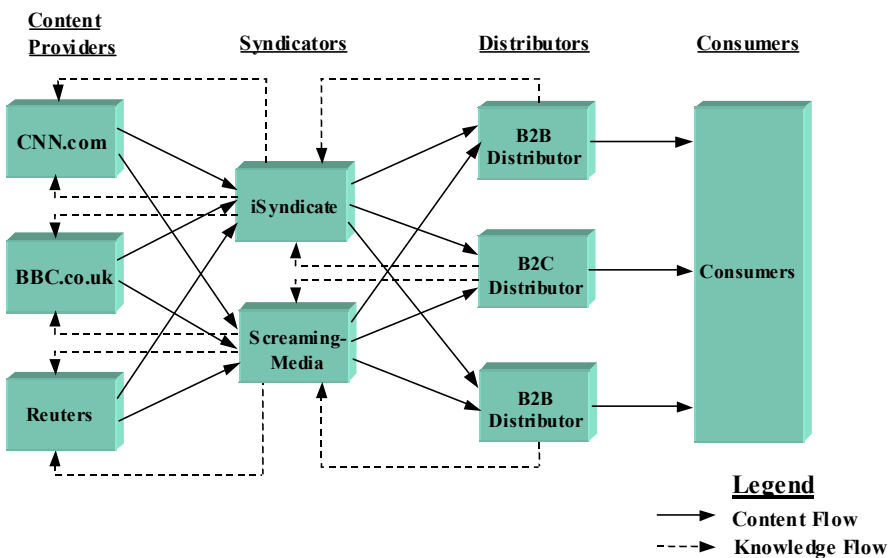 Content
Providers
Syndicators
Distributors
Consumers
CNN.com
BBC.co.uk
Reuters
iSyndicate
Screaming-
Media
B2B
Distributor
B2C
Distributor
B2B
Distributor
Consumers
Legend
Content Flow
Knowledge Flow